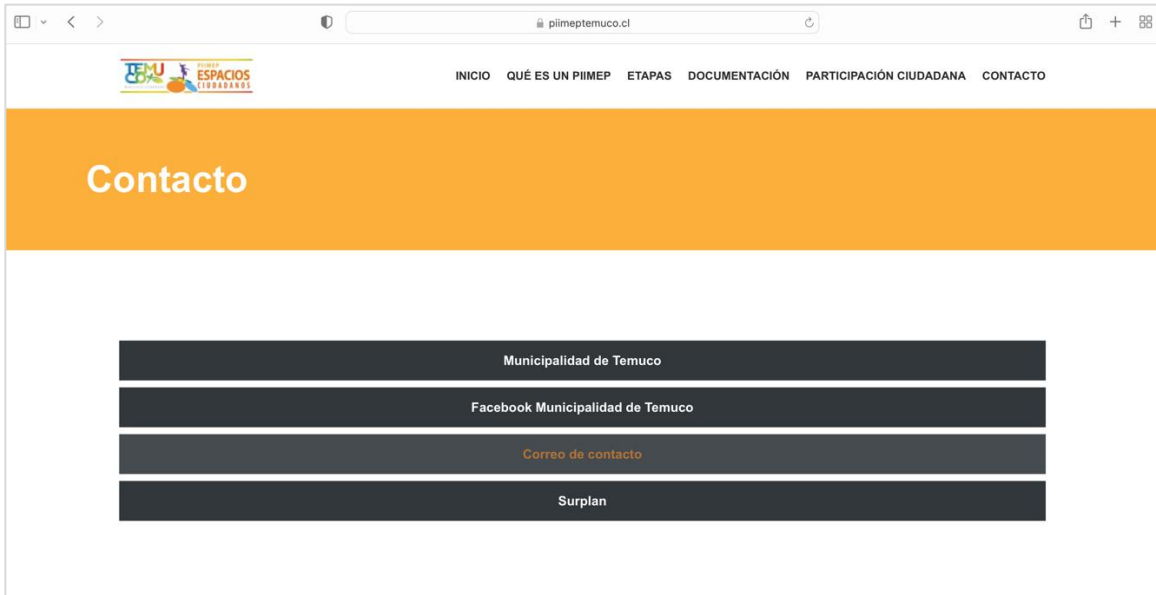 piimeptemuco.cl
TEMUCO
PIIMEP
ESPACIOS
CIUDADANOS
INICIO QUÉ ES UN PIIMEP ETAPAS DOCUMENTACIÓN PARTICIPACIÓN CIUDADANA CONTACTO
Contacto
Municipalidad de Temuco
Facebook Municipalidad de Temuco
Correo de contacto
Surplan